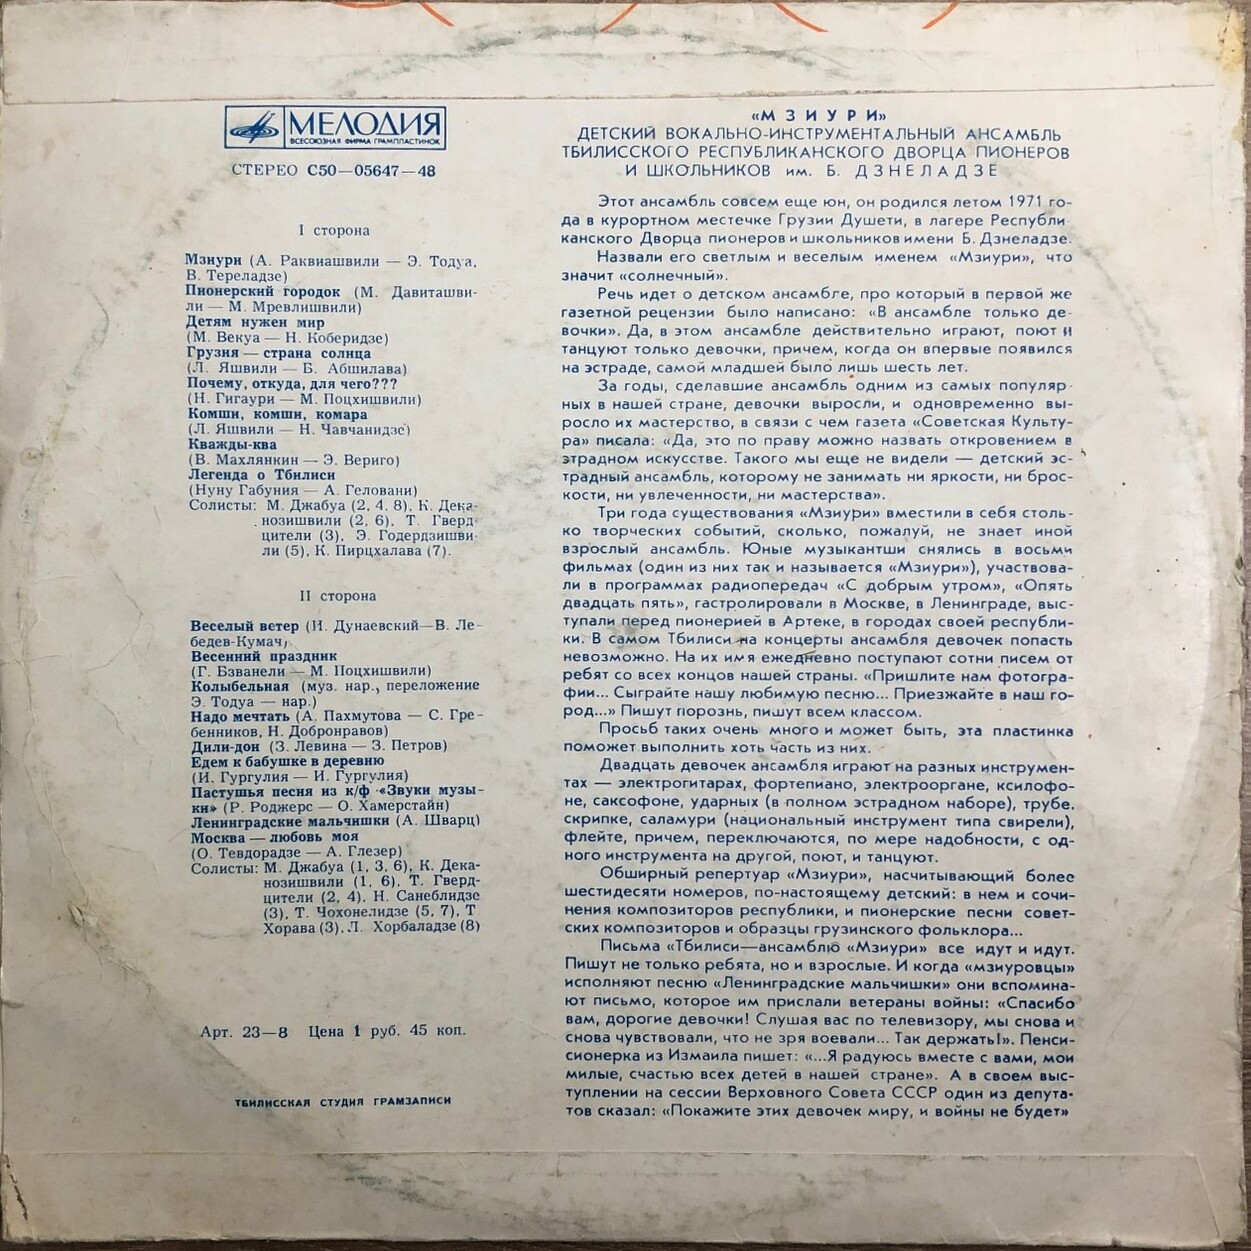 МЕЛОДИЯ
ВСЕСОЮЗНАЯ ФИРМА ГРАМПЛАСТИНОК
СТЕРЕО С50—05647—48
I сторона
Мзиури (А. Раквиашвили — Э. Тодуа,
В. Тереладзе)
Пионерский городок (М. Давиташви-
ли — М. Мревлишвили)
Детям нужен мир
(М. Векуа — Н. Коберидзе)
Грузия — страна солнца
(Л. Яшвили — Б. Абшилава)
Почему, откуда, для чего???
(Н. Гигаури — М. Поцхишвили)
Комши, комши, комара
(Л. Яшвили — Н. Чавчанидзе)
Кважды-ква
(В. Махлянкин — Э. Вериго)
Легенда о Тбилиси
(Нуну Габуния — А. Геловани)
Солисты: М. Джабуа (2, 4, 8), К. Дека-
нозишвили (2, 6), Т. Гверд-
цители (3), Э. Годердзишви-
ли (5), К. Пирцхалава (7).
II сторона
Веселый ветер (И. Дунаевский—В. Ле-
бедев-Кумач)
Весенний праздник
(Г. Бзванели — М. Поцхишвили)
Колыбельная (муз. нар., переложение
Э. Тодуа — нар.)
Надо мечтать (А. Пахмутова — С. Гре-
бенников, Н. Добронравов)
Дили-дон (З. Левина — З. Петров)
Едем к бабушке в деревню
(И. Гургулия — И. Гургулия)
Пастушья песня из к/ф «Звуки музы-
ки» (Р. Роджерс — О. Хамерстайн)
Ленинградские мальчишки (А. Шварц)
Москва — любовь моя
(О. Тевдорадзе — А. Глезер)
Солисты: М. Джабуа (1, 3, 6), К. Дека-
нозишвили (1, 6), Т. Гверд-
цители (2, 4), Н. Санеблидзе
(3), Т. Чохонелидзе (5, 7), Т
Хорава (3), Л. Хорбаладзе (8)
Арт. 23—8 Цена 1 руб. 45 коп.
ТБИЛИССКАЯ СТУДИЯ ГРАМЗАПИСИ
«МЗИУРИ»
ДЕТСКИЙ ВОКАЛЬНО-ИНСТРУМЕНТАЛЬНЫЙ АНСАМБЛЬ
ТБИЛИССКОГО РЕСПУБЛИКАНСКОГО ДВОРЦА ПИОНЕРОВ
И ШКОЛЬНИКОВ им. Б. ДЗНЕЛАДЗЕ
Этот ансамбль совсем еще юн, он родился летом 1971 го-
да в курортном местечке Грузии Душети, в лагере Республи
канского Дворца пионеров и школьников имени Б. Дзнеладзе.
Назвали его светлым и веселым именем «Мзиури», что
значит «солнечный».
Речь идет о детском ансамбле, про который в первой же
газетной рецензии было написано: «В ансамбле только де-
вочки». Да, в этом ансамбле действительно играют, поют и
танцуют только девочки, причем, когда он впервые появился
на эстраде, самой младшей было лишь шесть лет.
За годы, сделавшие ансамбль одним из самых популяр-
ных в нашей стране, девочки выросли, и одновременно вы-
росло их мастерство, в связи с чем газета «Советская Культу-
ра» писала: «Да, это по праву можно назвать откровением в
этрадном искусстве. Такого мы еще не видели — детский эс-
традный ансамбль, которому не занимать ни яркости, ни брос-
кости, ни увлеченности, ни мастерства».
Три года существования «Мзиури» вместили в себя столь-
ко творческих событий, сколько, пожалуй, не знает иной
взрослый ансамбль. Юные музыкантши снялись в восьми
фильмах (один из них так и называется «Мзиури»), участвова-
ли в программах радиопередач «С добрым утром», «Опять
двадцать пять», гастролировали в Москве, в Ленинграде, выс-
тупали перед пионерией в Артеке, в городах своей республи-
ки. В самом Тбилиси на концерты ансамбля девочек попасть
невозможно. На их имя ежедневно поступают сотни писем от
ребят со всех концов нашей страны. «Пришлите нам фотогра-
фии... Сыграйте нашу любимую песню... Приезжайте в наш го-
род...» Пишут порознь, пишут всем классом.
Просьб таких очень много и может быть, эта пластинка
поможет выполнить хоть часть из них.
Двадцать девочек ансамбля играют на разных инструмен-
тах — электрогитарах, фортепиано, электрооргане, ксилофо-
не, саксофоне, ударных (в полном эстрадном наборе), трубе,
скрипке, саламури (национальный инструмент типа свирели),
флейте, причем, переключаются, по мере надобности, с од-
ного инструмента на другой, поют, и танцуют.
Обширный репертуар «Мзиури», насчитывающий более
шестидесяти номеров, по-настоящему детский: в нем и сочи-
нения композиторов республики, и пионерские песни совет-
ских композиторов и образцы грузинского фольклора...
Письма «Тбилиси—ансамблю «Мзиури» все идут и идут.
Пишут не только ребята, но и взрослые. И когда «мзиуровцы»
исполняют песню «Ленинградские мальчишки» они вспомина-
ют письмо, которое им прислали ветераны войны: «Спасибо
вам, дорогие девочки! Слушая вас по телевизору, мы снова и
снова чувствовали, что не зря воевали... Так держать!». Пенси-
сионерка из Измаила пишет: «...Я радуюсь вместе с вами, мои
милые, счастью всех детей в нашей стране». А в своем выс-
туплении на сессии Верховного Совета СССР один из депута-
тов сказал: «Покажите этих девочек миру, и войны не будет»